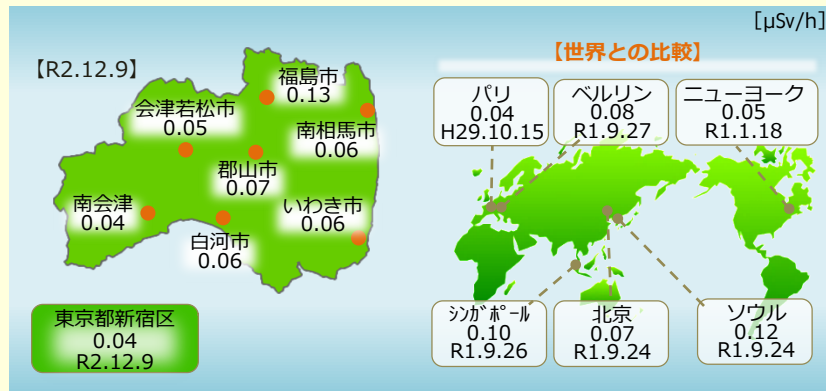 [μSv/h]
【R2.12.9】
福島市
0.13
会津若松市
0.05
南相馬市
0.06
郡山市
0.07
南会津
0.04
いわき市
0.06
白河市
0.06
東京都新宿区
0.04
R2.12.9
【世界との比較】
パリ
0.04
H29.10.15
ベルリン
0.08
R1.9.27
ニューヨーク
0.05
R1.1.18
ｼﾝｶﾞﾎﾟｰﾙ
0.10
R1.9.26
北京
0.07
R1.9.24
ソウル
0.12
R1.9.24